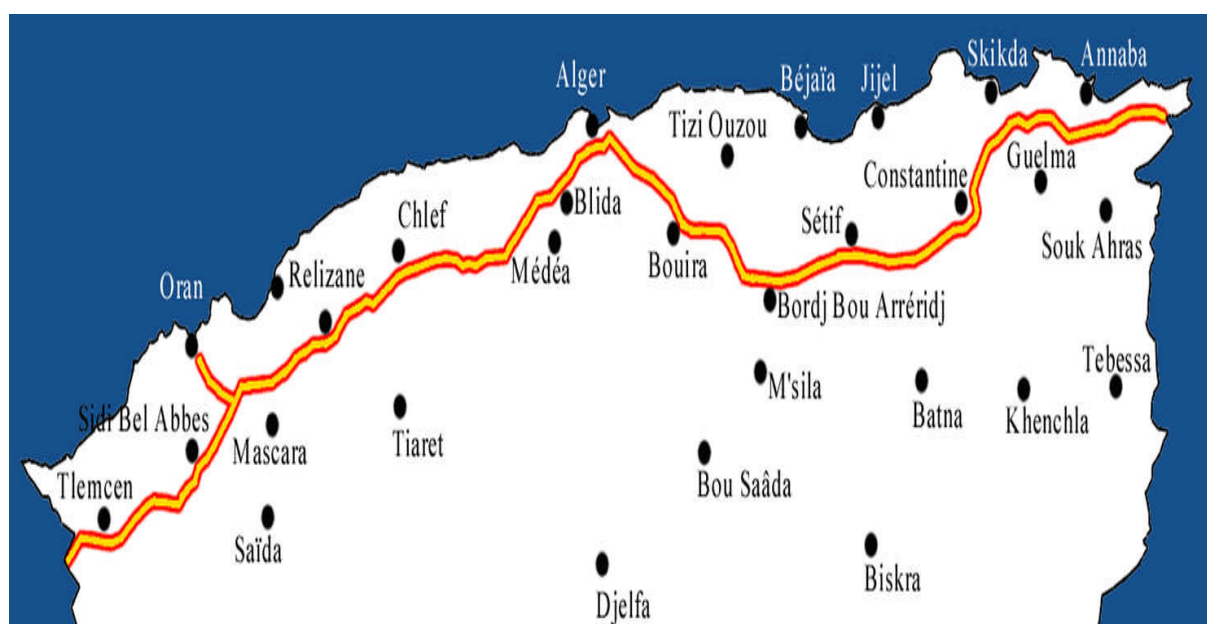 Skikda
Annaba
Alger
Béjaïa
Jijel
Tizi Ouzou
Guelma
Constantine
Blida
Chlef
Sétif
Souk Ahras
Médéa
Bouira
Relizane
Oran
Bordj Bou Arréridj
Tebessa
M'sila
Sidi Bel Abbes
Batna
Khenchla
Mascara
Tiaret
Tlemcen
Bou Saâda
Saïda
Biskra
Djelfa